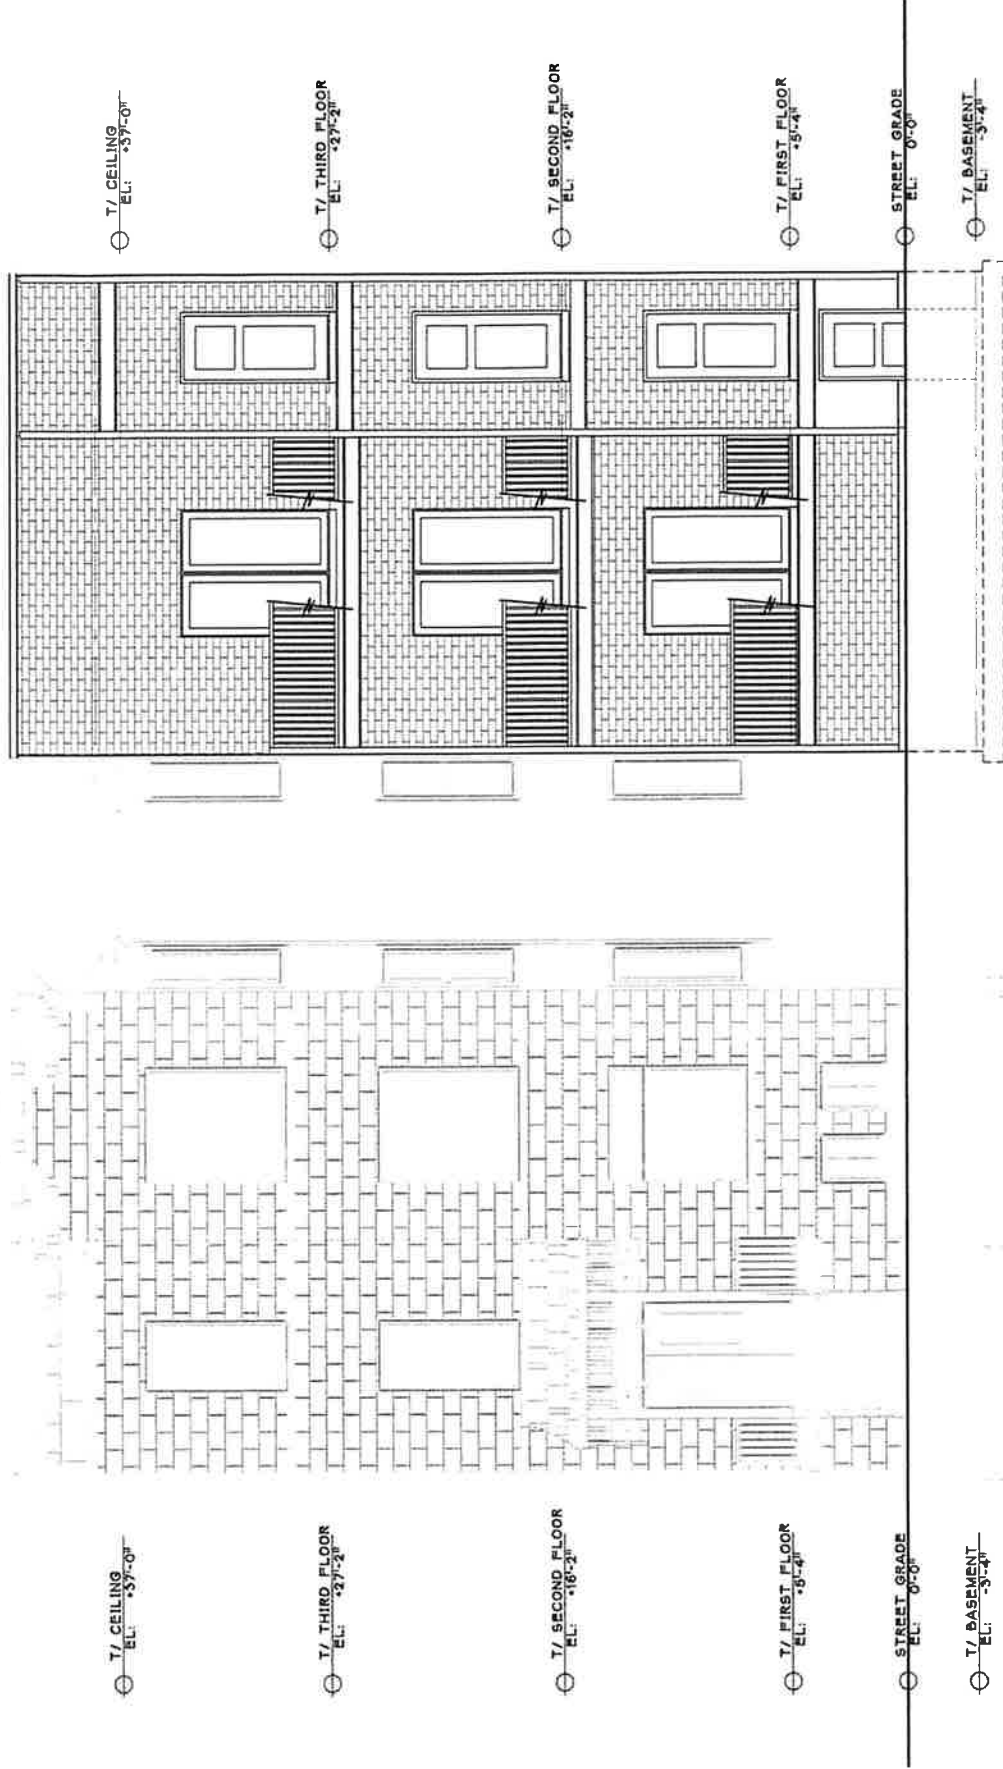 T/ CEILING
EL: +37'-0"
T/ THIRD FLOOR
EL: +27'-2"
T/ SECOND FLOOR
EL: +16'-2"
T/ FIRST FLOOR
EL: +5'-4"
STREET GRADE
EL: 0'-0"
T/ BASEMENT
EL: -3'-4"
T/ CEILING
EL: +37'-0"
T/ THIRD FLOOR
EL: +27'-2"
T/ SECOND FLOOR
EL: +16'-2"
T/ FIRST FLOOR
EL: +5'-4"
STREET GRADE
EL: 0'-0"
T/ BASEMENT
EL: -3'-4"